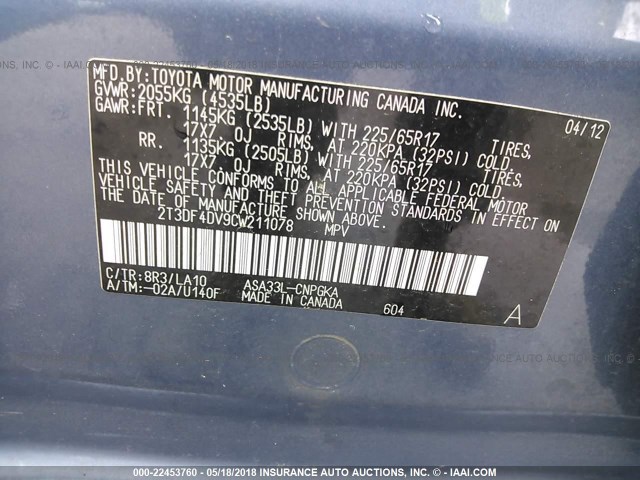 MFD.BY:TOYOTA MOTOR MANUFACTURING CANADA INC.
GVWR:2055KG (4535LB) 04/12
GAWR:FRT. 1145KG (2535LB) WITH 225/65R17 TIRES,
17X7 0J RIMS, AT 220KPA (32PSI) COLD
RR. 1135KG (2505LB) WITH 225/65R17 TIRES,
17X7 0J RIMS, AT 220KPA (32PSI) COLD.
THIS VEHICLE CONFORMS TO ALL APPLICABLE FEDERAL MOTOR
VEHICLE SAFETY AND THEFT PREVENTION STANDARDS IN EFFECT ON
THE DATE OF MANUFACTURE SHOWN ABOVE.
2T3DF4DV9CW211078 MPV
C/TR:8R3/LA10 ASA33L-CNPGKA
A/TM:-02A/U140F MADE IN CANADA 604 A
000-22453760 - 05/18/2018 INSURANCE AUTO AUCTIONS - WWW.IAAI.COM